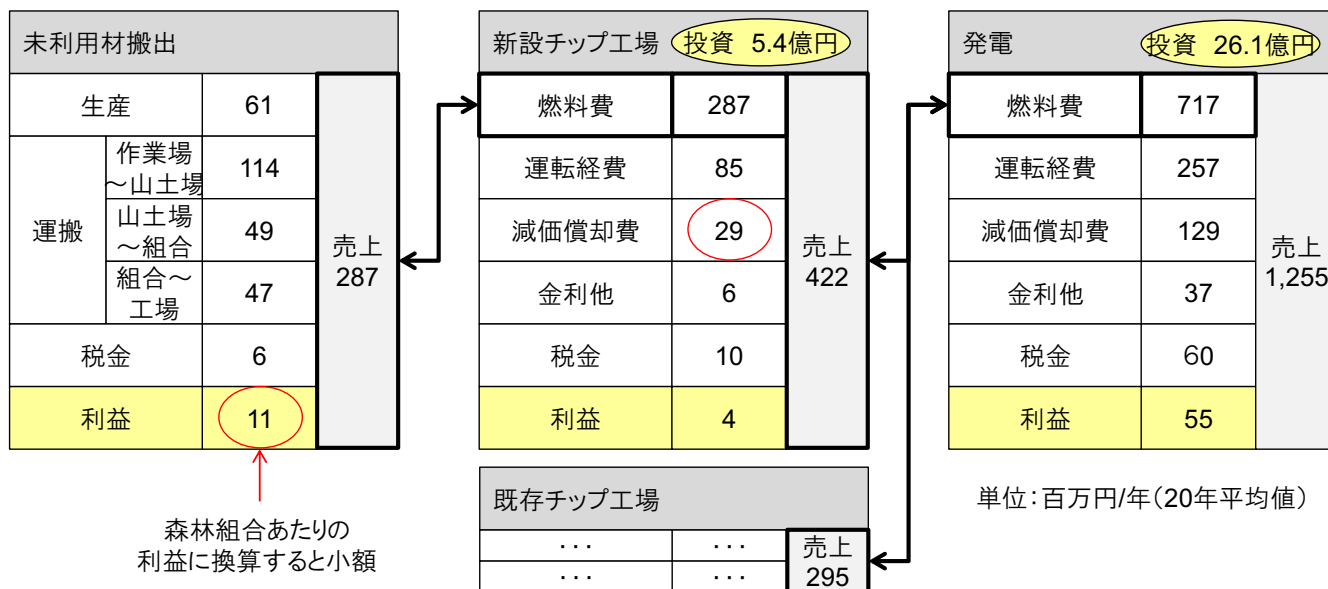 未利用材搬出
生産 61
運搬
作業場
～山土場
114
山土場
～組合
49
組合～
工場
47
税金 6
利益 11
売上
287
森林組合あたりの
利益に換算すると小額
新設チップ工場 投資 5.4億円
燃料費 287
運転経費 85
減価償却費 29
金利他 6
税金 10
利益 4
売上
422
既存チップ工場
･･･ ･･･
･･･ ･･･
売上
295
発電 投資 26.1億円
燃料費 717
運転経費 257
減価償却費 129
金利他 37
税金 60
利益 55
売上
1,255
単位：百万円/年（20年平均値）